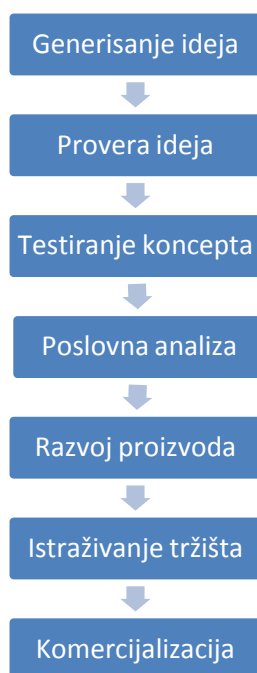 Generisanje ideja
Provera ideja
Testiranje koncepta
Poslovna analiza
Razvoj proizvoda
Istraživanje tržišta
Komercijalizacija